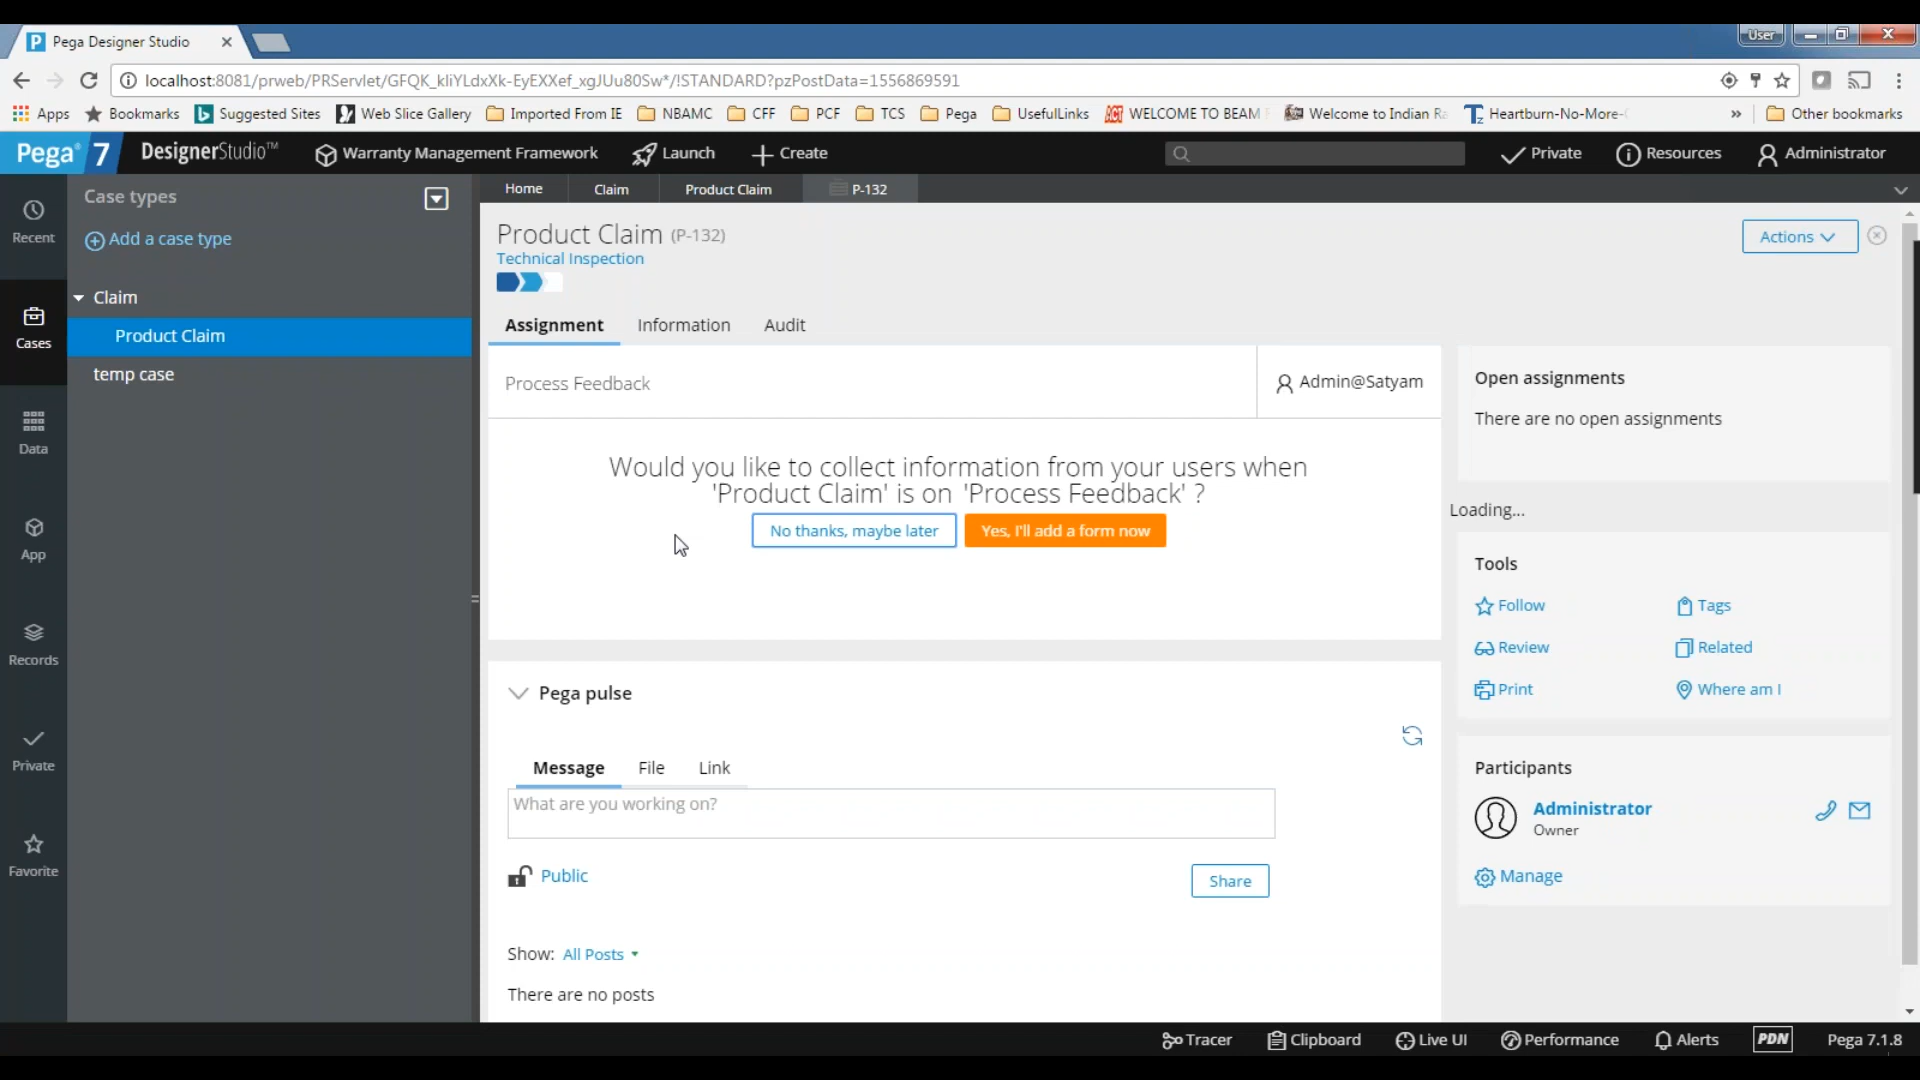 Pega Designer Studio
User
localhost:8081/prweb/PRServlet/GFQK_kliYLdxXk-EyEXXef_xgJUu80Sw*/!STANDARD?pzPostData=1556869591
Apps Bookmarks Suggested Sites Web Slice Gallery Imported From IE NBAMC CFF PCF TCS Pega UsefulLinks WELCOME TO BEAM Welcome to Indian Ra Heartburn-No-More- » Other bookmarks
Pega 7 DesignerStudio™ Warranty Management Framework Launch Create Private Resources Administrator
Home Claim Product Claim P-132
Recent
Cases
Data
App
Records
Private
Favorite
Case types
Add a case type
Claim
Product Claim
temp case
Product Claim (P-132)
Actions
Technical Inspection
Assignment Information Audit
Process Feedback
Admin@Satyam
Would you like to collect information from your users when
'Product Claim' is on 'Process Feedback' ?
No thanks, maybe later Yes, I'll add a form now
Pega pulse
Message File Link
What are you working on?
Public
Share
Show: All Posts
There are no posts
Open assignments
There are no open assignments
Loading...
Tools
Follow Tags
Review Related
Print Where am I
Participants
Administrator
Owner
Manage
Tracer Clipboard Live UI Performance Alerts PDN Pega 7.1.8